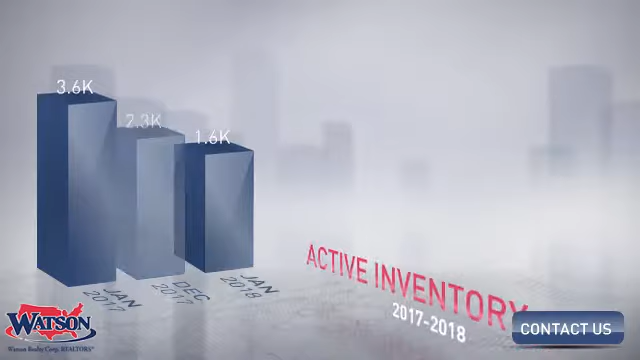 3.6K
2.3K
1.6K
JAN
2017
DEC
2017
JAN
2018
ACTIVE INVENTORY
2017-2018
CONTACT US
WATSON
Watson Realty Corp. REALTORS®